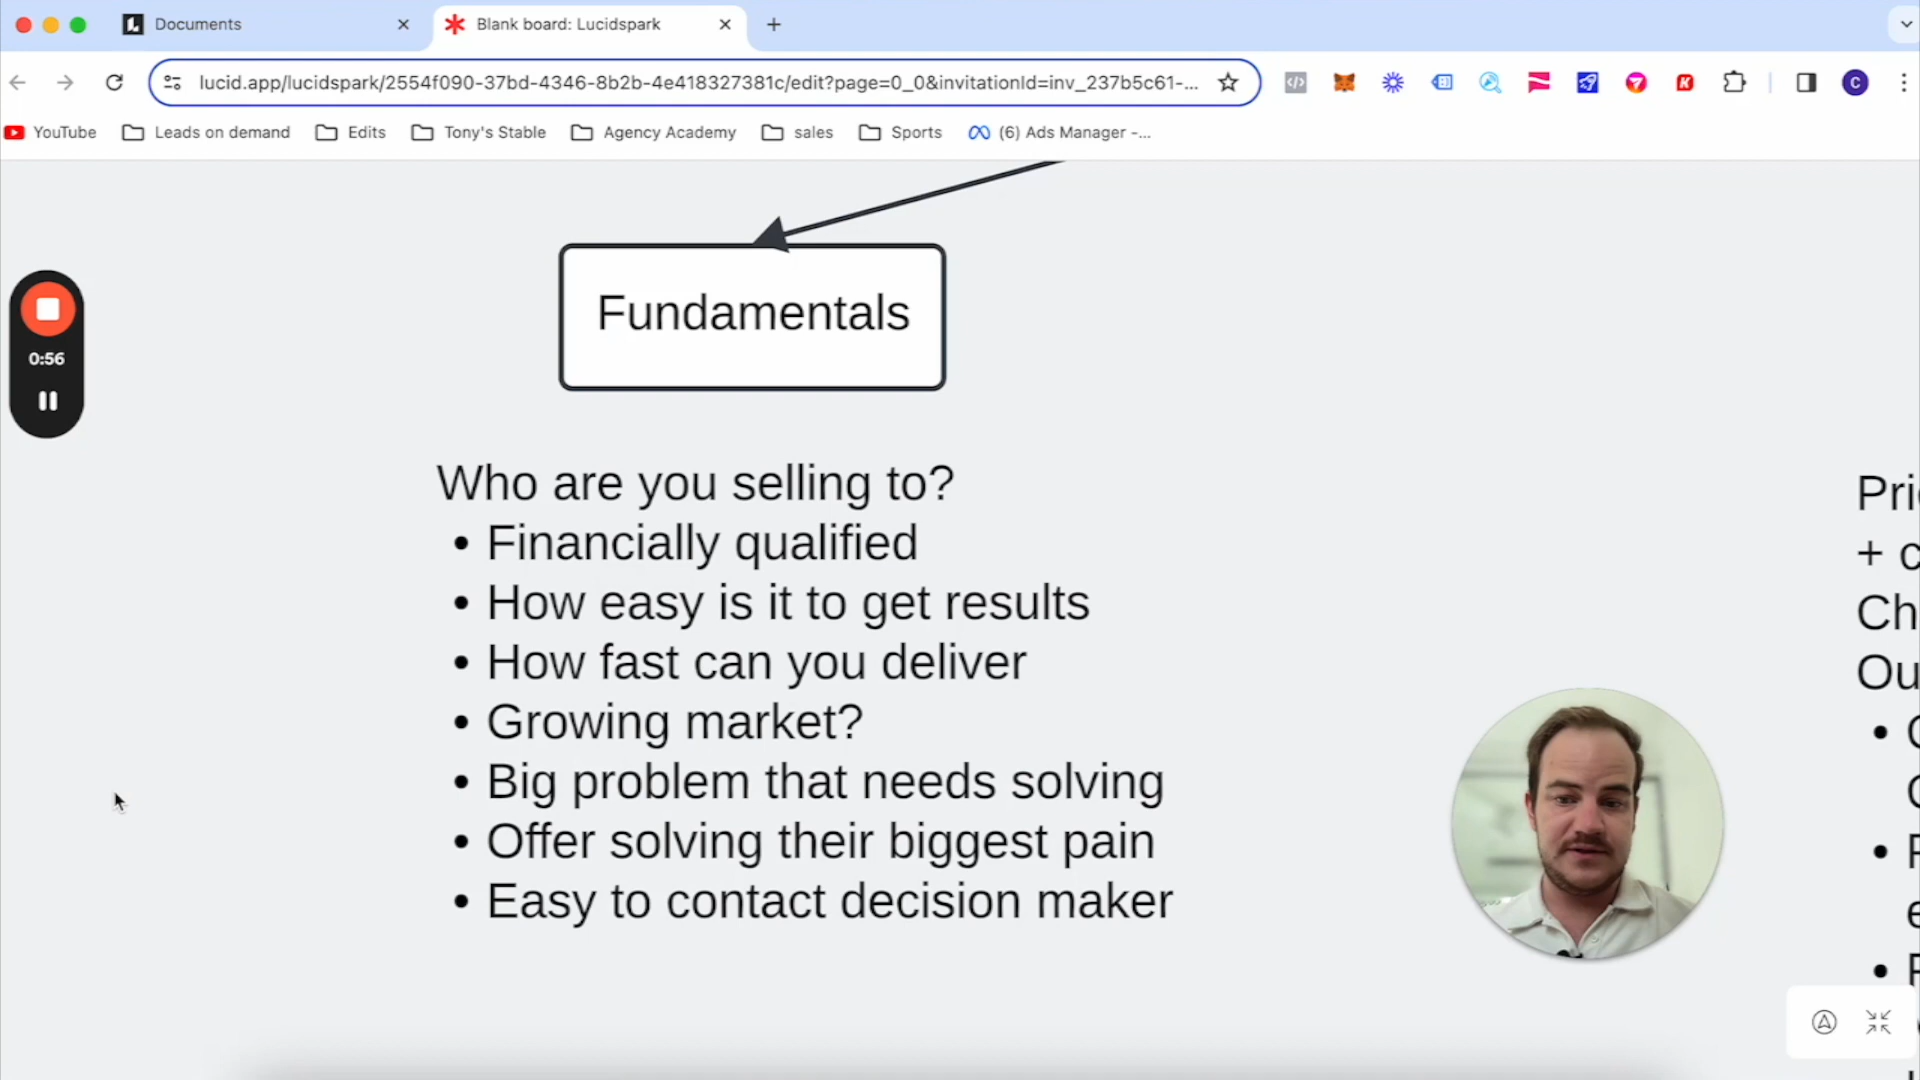 Documents
Blank board: Lucidspark
lucid.app/lucidspark/2554f090-37bd-4346-8b2b-4e418327381c/edit?page=0_0&invitationId=inv_237b5c61-...
C
YouTube
Leads on demand
Edits
Tony's Stable
Agency Academy
sales
Sports
(6) Ads Manager -...
Fundamentals
0:56
Who are you selling to?
• Financially qualified
• How easy is it to get results
• How fast can you deliver
• Growing market?
• Big problem that needs solving
• Offer solving their biggest pain
• Easy to contact decision maker
+
Ch
Ou